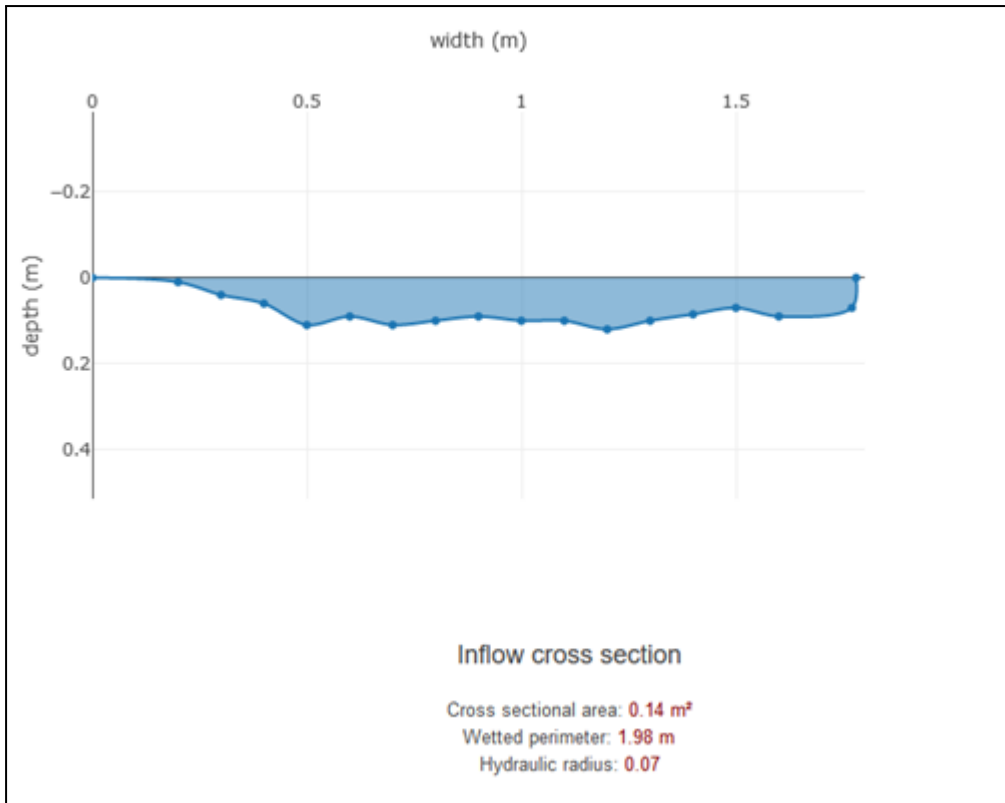 width (m)
0 0.5 1 1.5
−0.2
0
0.2
0.4
depth (m)
Inflow cross section
Cross sectional area: 0.14 m²
Wetted perimeter: 1.98 m
Hydraulic radius: 0.07